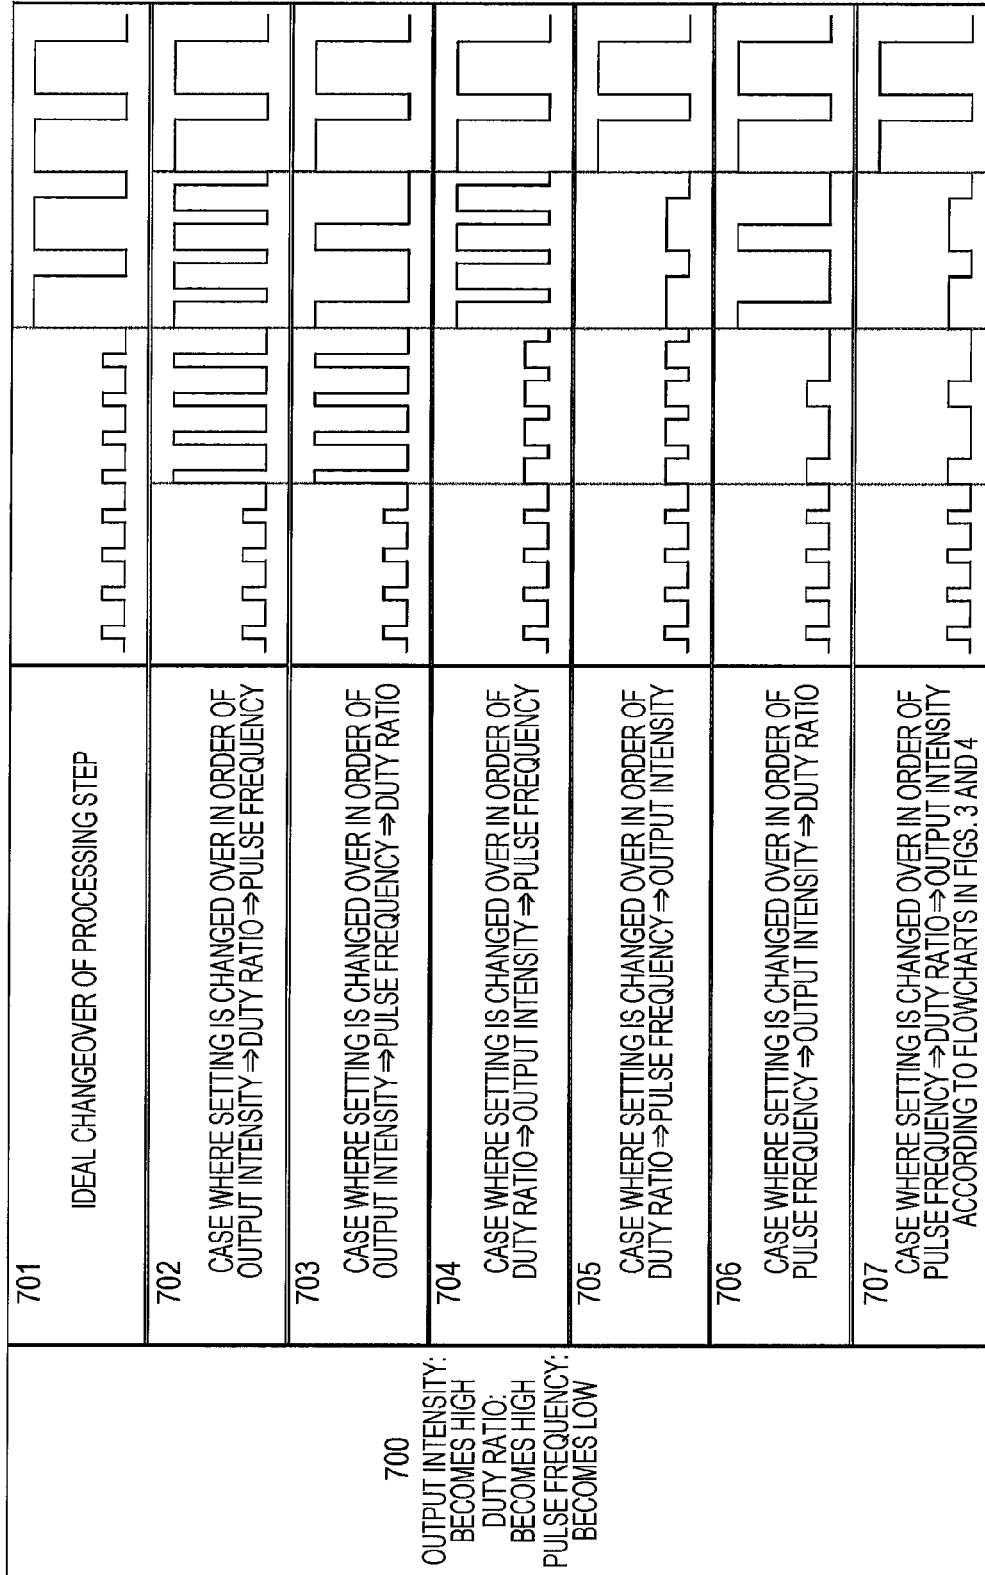 700
OUTPUT INTENSITY:
BECOMES HIGH
DUTY RATIO:
BECOMES HIGH
PULSE FREQUENCY:
BECOMES LOW
701
IDEAL CHANGEOVER OF PROCESSING STEP
702
CASE WHERE SETTING IS CHANGED OVER IN ORDER OF
OUTPUT INTENSITY⇒DUTY RATIO⇒PULSE FREQUENCY
703
CASE WHERE SETTING IS CHANGED OVER IN ORDER OF
OUTPUT INTENSITY⇒PULSE FREQUENCY⇒DUTY RATIO
704
CASE WHERE SETTING IS CHANGED OVER IN ORDER OF
DUTY RATIO⇒OUTPUT INTENSITY⇒PULSE FREQUENCY
705
CASE WHERE SETTING IS CHANGED OVER IN ORDER OF
DUTY RATIO⇒PULSE FREQUENCY⇒OUTPUT INTENSITY
706
CASE WHERE SETTING IS CHANGED OVER IN ORDER OF
PULSE FREQUENCY⇒OUTPUT INTENSITY⇒DUTY RATIO
707
CASE WHERE SETTING IS CHANGED OVER IN ORDER OF
PULSE FREQUENCY⇒DUTY RATIO⇒OUTPUT INTENSITY
ACCORDING TO FLOWCHARTS IN FIGS. 3 AND 4